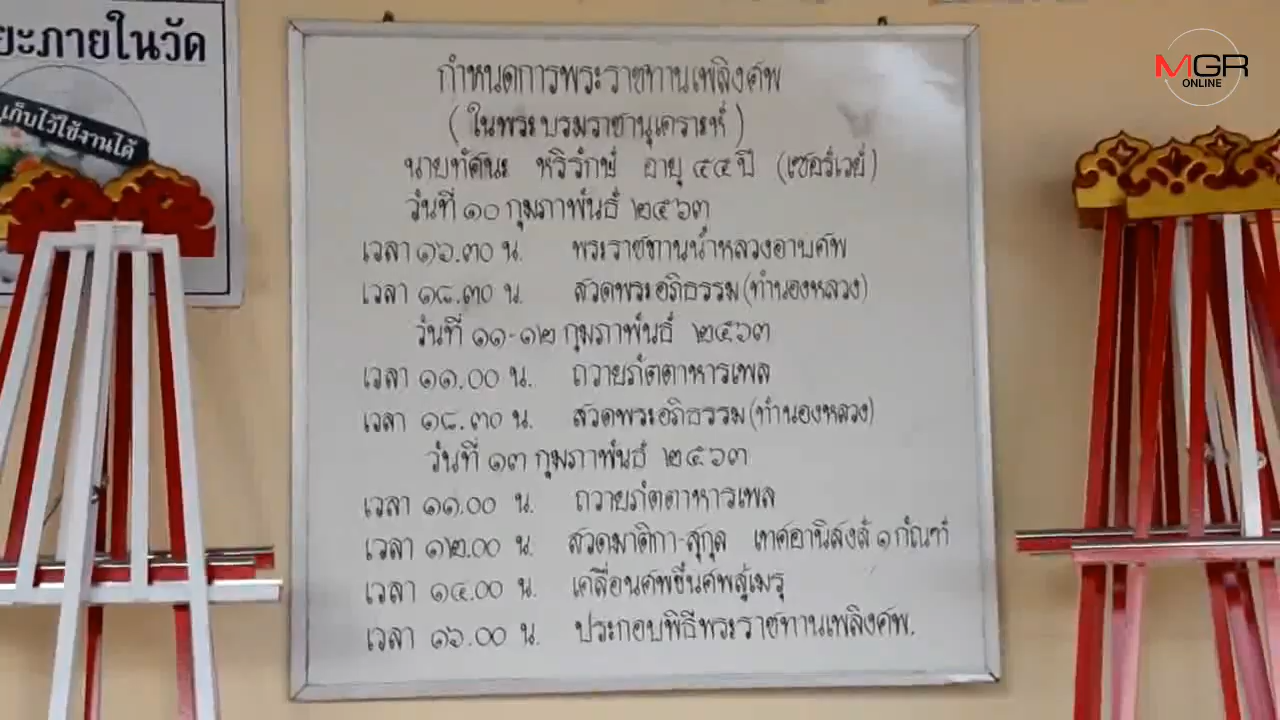 ยะภายในวัด
เก็บไว้ใช้งานได้
MGR
ONLINE
กำหนดการพระราชทานเพลิงศพ
(ในพระบรมราชานุเคราะห์)
นายทัศนะ หริรักษ์ อายุ ๔๔ ปี (เซอร์เวย์)
วันที่ ๑๐ กุมภาพันธ์ ๒๕๖๓
เวลา ๑๖.๓๐ น. พระราชทานน้ำหลวงอาบศพ
เวลา ๑๘.๓๐ น. สวดพระอภิธรรม (ทำนองหลวง)
วันที่ ๑๑-๑๒ กุมภาพันธ์ ๒๕๖๓
เวลา ๑๑.๐๐ น. ถวายภัตตาหารเพล
เวลา ๑๘.๓๐ น. สวดพระอภิธรรม (ทำนองหลวง)
วันที่ ๑๓ กุมภาพันธ์ ๒๕๖๓
เวลา ๑๑.๐๐ น. ถวายภัตตาหารเพล
เวลา ๑๒.๐๐ น. สวดมาติกา-สุกุล เทศอานิสงส์ ๑ กัณฑ์
เวลา ๑๔.๐๐ น. เคลื่อนศพขึ้นศพสู่เมรุ
เวลา ๑๖.๐๐ น. ประกอบพิธีพระราชทานเพลิงศพ.